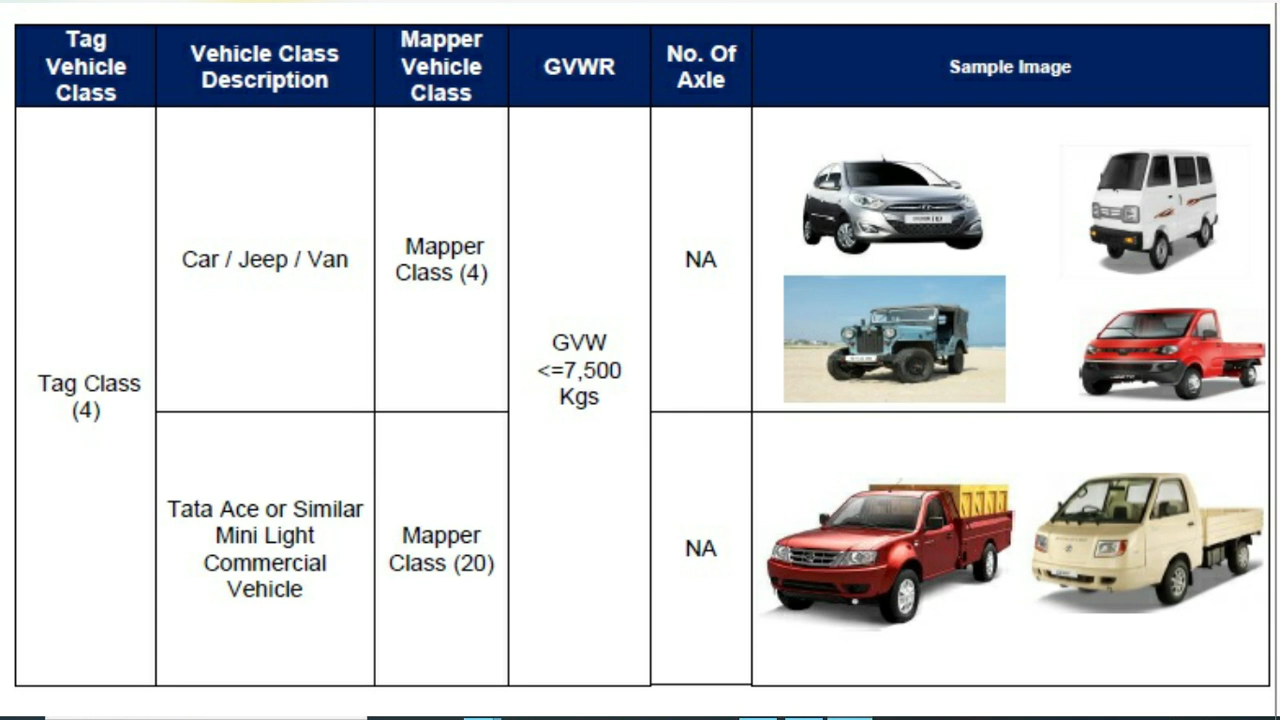 Tag
Vehicle
Class
Vehicle Class
Description
Mapper
Vehicle
Class
GVWR
No. Of
Axle
Sample Image
Tag Class
(4)
Car / Jeep / Van
Mapper
Class (4)
GVW
<=7,500
Kgs
NA
Tata Ace or Similar
Mini Light
Commercial
Vehicle
Mapper
Class (20)
NA